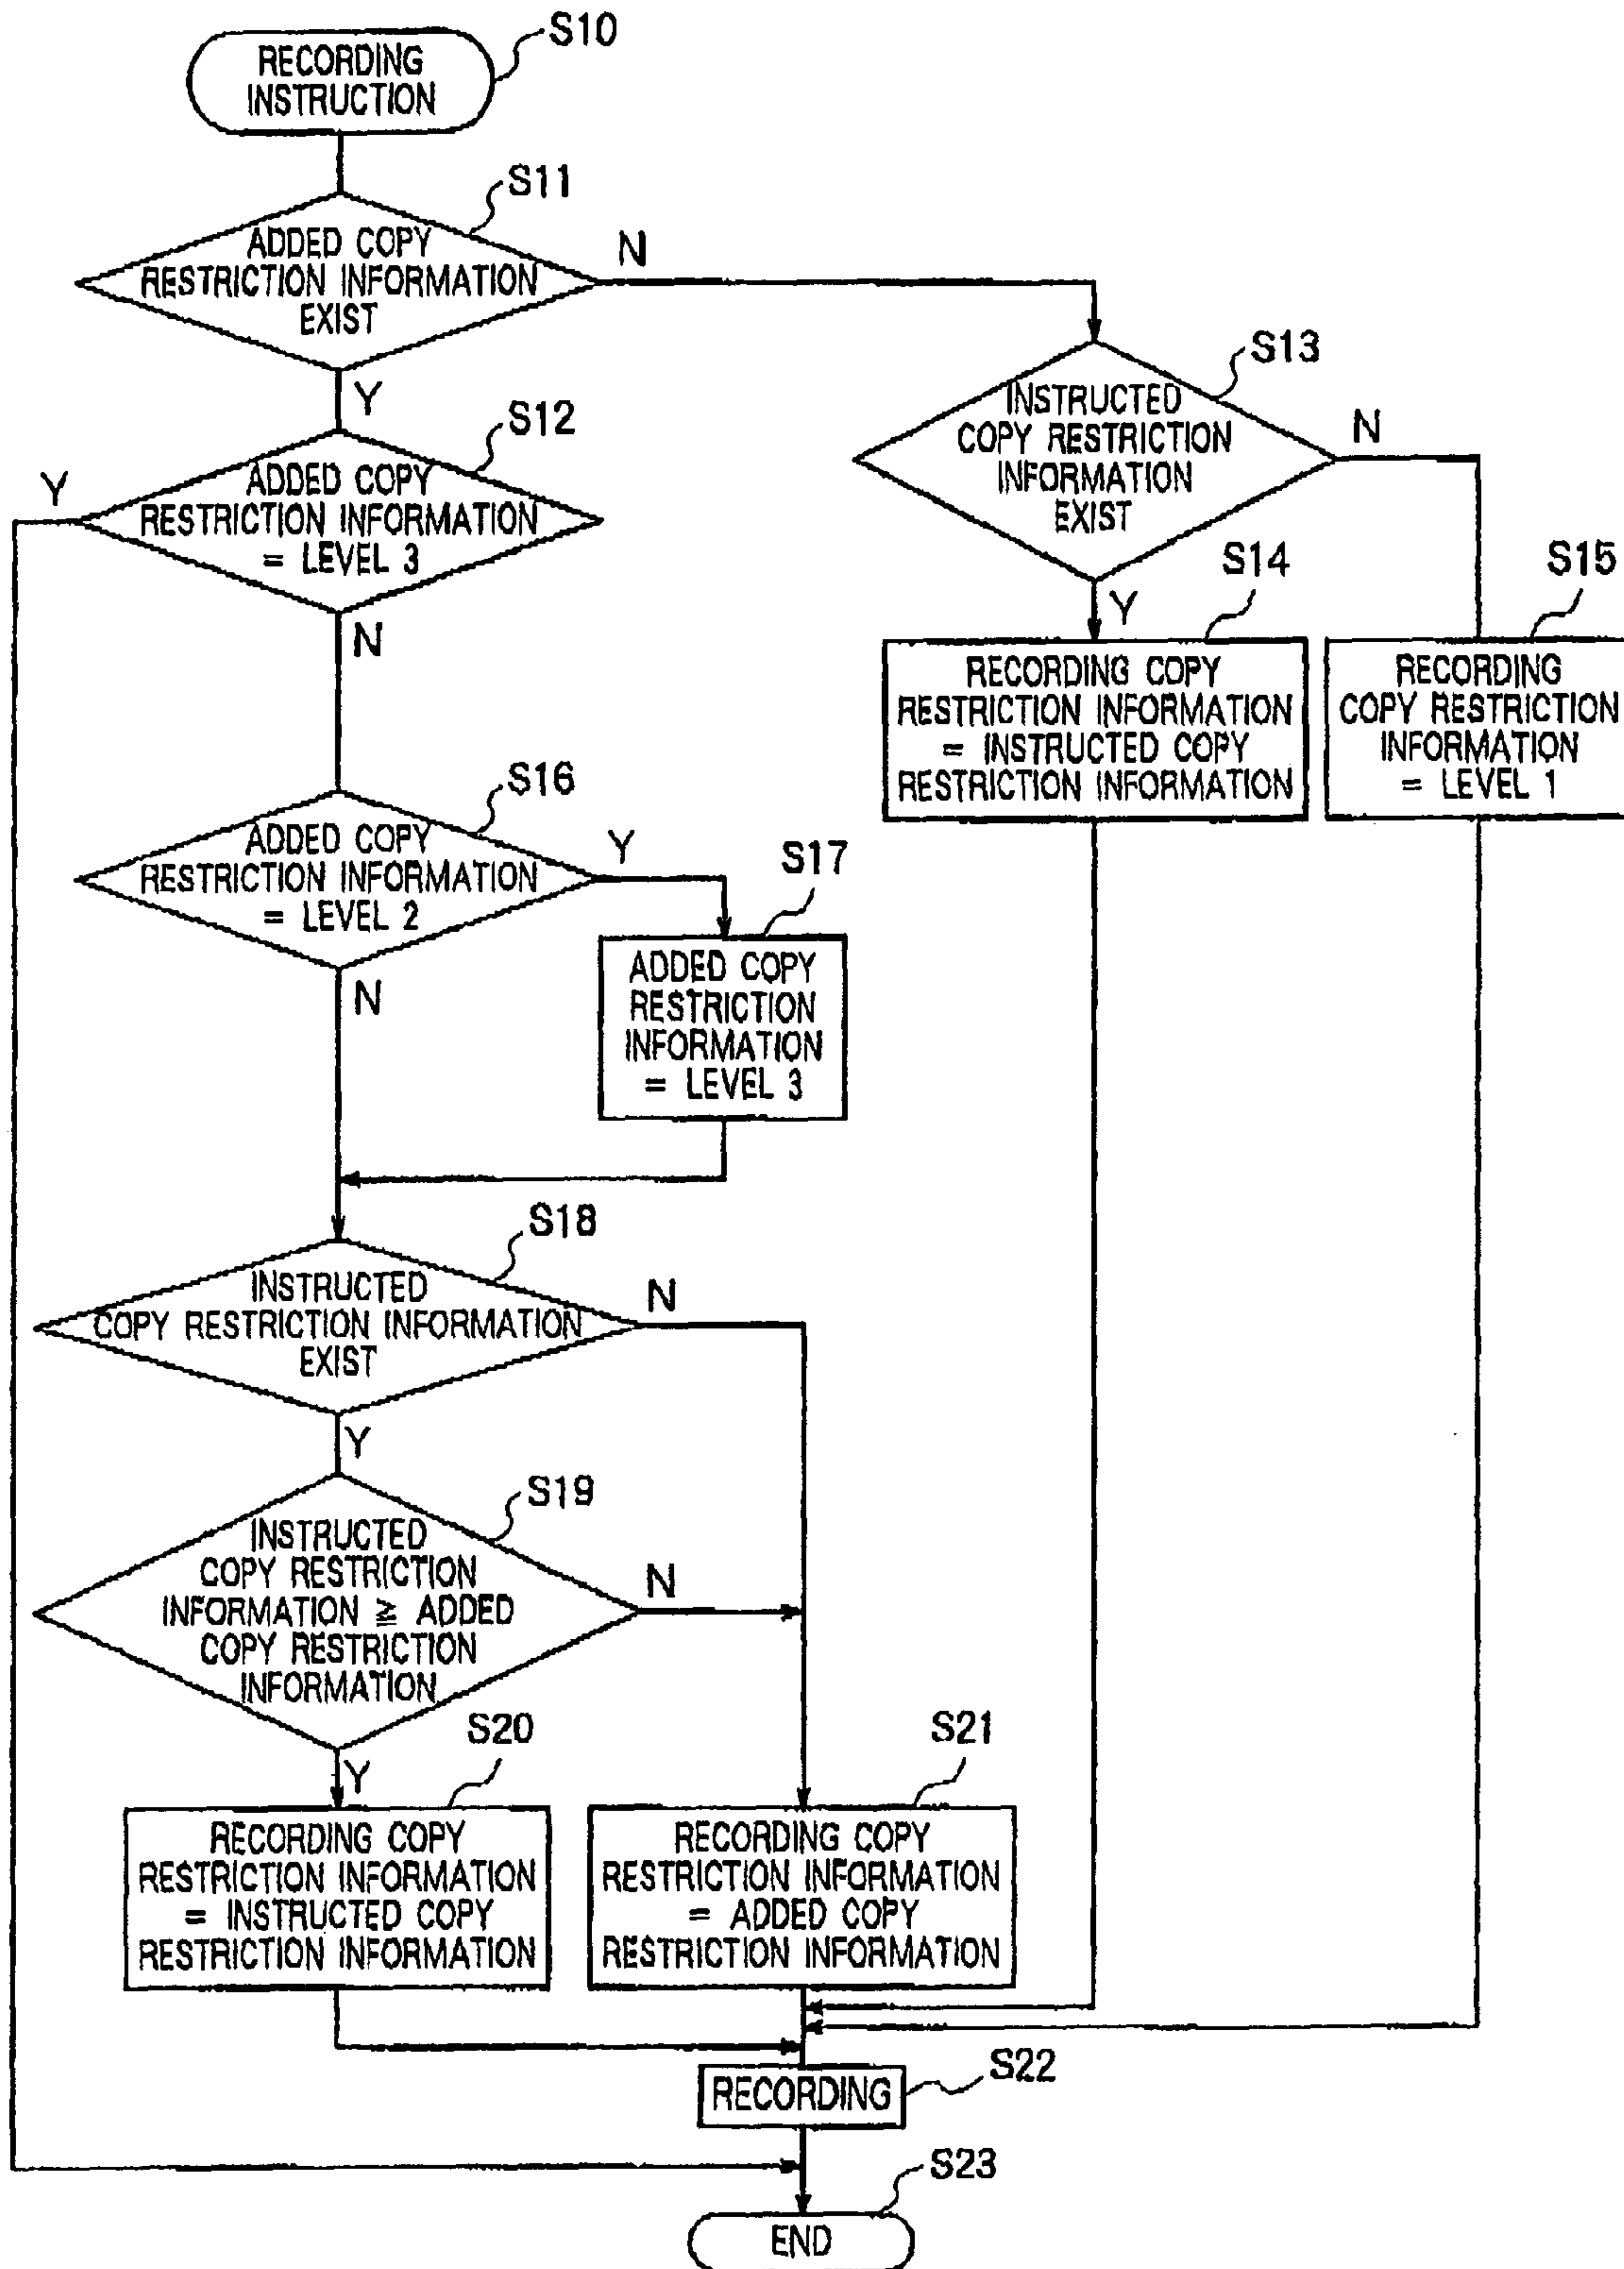 RECORDING
INSTRUCTION
S10
S11
ADDED COPY
RESTRICTION INFORMATION
EXIST
N
Y
S12
ADDED COPY
RESTRICTION INFORMATION
= LEVEL 3
Y
N
S13
INSTRUCTED
COPY RESTRICTION
INFORMATION
EXIST
N
Y
S14
RECORDING COPY
RESTRICTION INFORMATION
= INSTRUCTED COPY
RESTRICTION INFORMATION
S15
RECORDING
COPY RESTRICTION
INFORMATION
= LEVEL 1
S16
ADDED COPY
RESTRICTION INFORMATION
= LEVEL 2
Y
N
S17
ADDED COPY
RESTRICTION
INFORMATION
= LEVEL 3
S18
INSTRUCTED
COPY RESTRICTION INFORMATION
EXIST
N
Y
S19
INSTRUCTED
COPY RESTRICTION
INFORMATION ≧ ADDED
COPY RESTRICTION
INFORMATION
N
Y
S20
RECORDING COPY
RESTRICTION INFORMATION
= INSTRUCTED COPY
RESTRICTION INFORMATION
S21
RECORDING COPY
RESTRICTION INFORMATION
= ADDED COPY
RESTRICTION INFORMATION
S22
RECORDING
S23
END